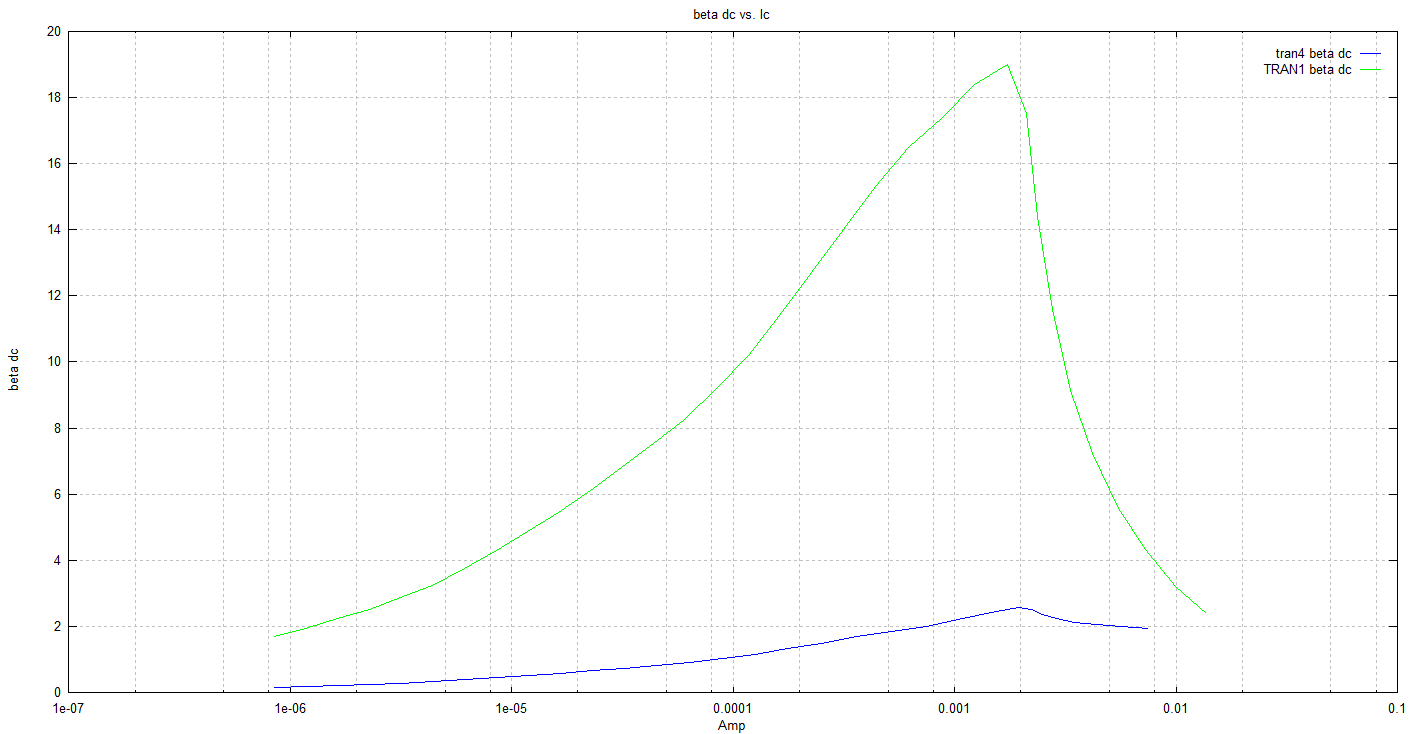 beta dc vs. Ic
20
18
16
14
12
10
8
6
4
2
0
beta dc
tran4 beta dc
TRAN1 beta dc
1e-07 1e-06 1e-05 0.0001 0.001 0.01 0.1
Amp